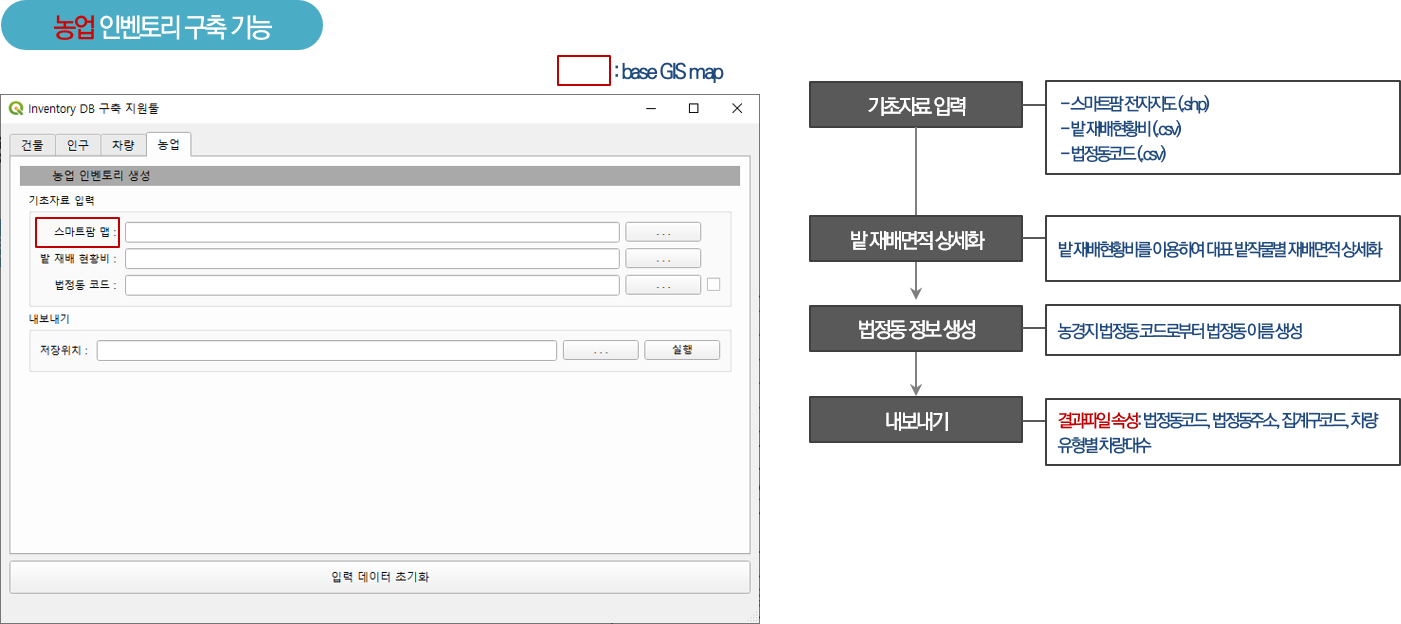 농업 인벤토리 구축 기능
: base GIS map
Inventory DB 구축 지원툴
건물 인구 차량 농업
농업 인벤토리 생성
기초자료 입력
스마트팜 맵 : ...
밭 재배 현황비 : ...
법정동 코드 : ...
내보내기
저장위치 : ... 실행
입력 데이터 초기화
기초자료 입력
- 스마트팜 전자지도(.shp)
- 밭 재배현황비(.csv)
- 법정동코드(.csv)
밭 재배면적 상세화
밭 재배현황비를 이용하여 대표 밭작물별 재배면적 상세화
법정동 정보 생성
농경지 법정동 코드로부터 법정동 이름 생성
내보내기
결과파일 속성: 법정동코드, 법정동주소, 집계구코드, 차량
유형별 차량대수